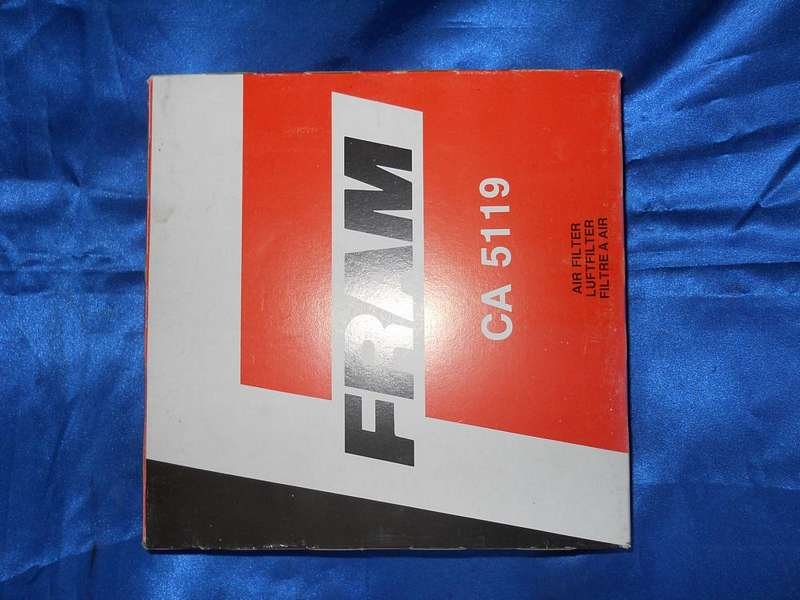 FRAM
CA 5119
AIR FILTER
LUFTFILTER
FILTRE A AIR